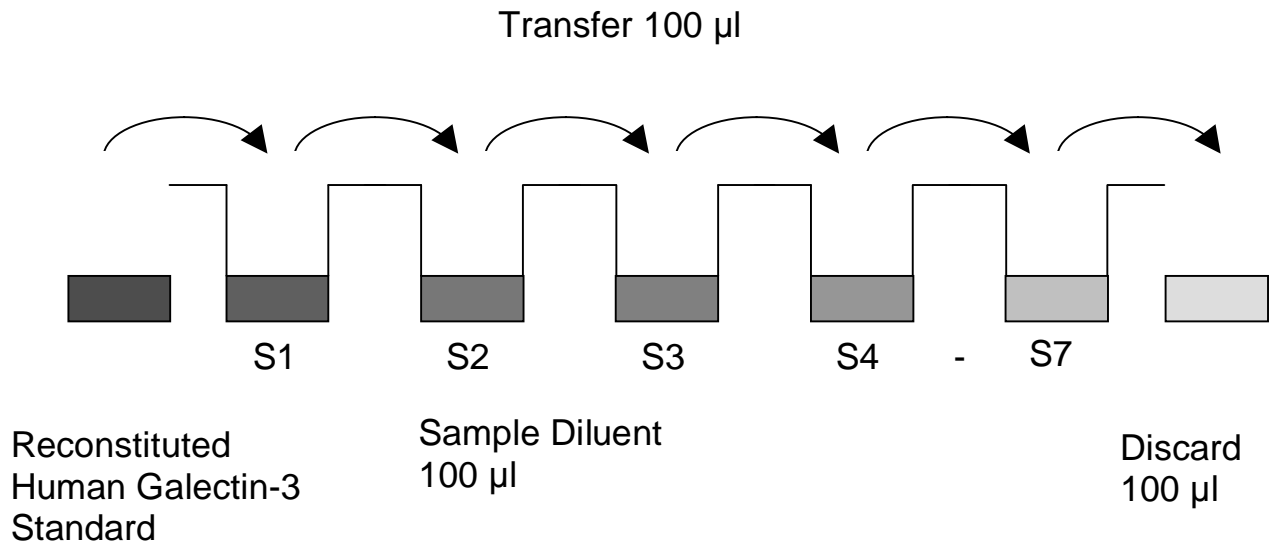 Transfer 100 µl
S1 S2 S3 S4 - S7
Reconstituted
Human Galectin-3
Standard
Sample Diluent
100 µl
Discard
100 µl